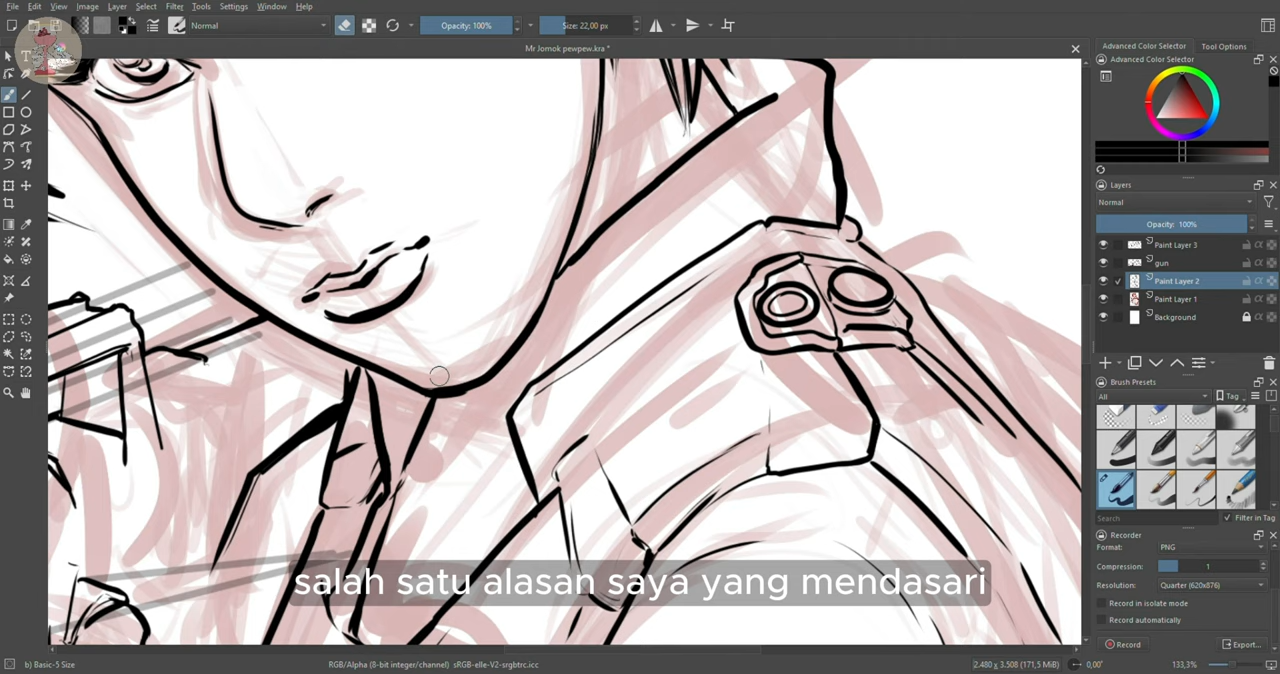 File Edit View Image Layer Select Filter Tools Settings Window Help
Normal Opacity: 100% Size: 22,00 px
Mr Jomok pewpew.kra *
Advanced Color Selector Tool Options
Advanced Color Selector
Layers
Normal
Opacity: 100%
Paint Layer 3
gun
Paint Layer 2
Paint Layer 1
Background
Brush Presets
All Tag
Search Filter in Tag
Recorder
Format: PNG
Compression: 1
Resolution: Quarter (620x876)
Record in isolate mode
Record automatically
Record Export...
salah satu alasan saya yang mendasari
b) Basic-5 Size RGB/Alpha (8-bit integer/channel) sRGB-elle-V2-srgbtrc.icc 2.480 x 3.508 (171,5 MiB) 0,00° 133,3%